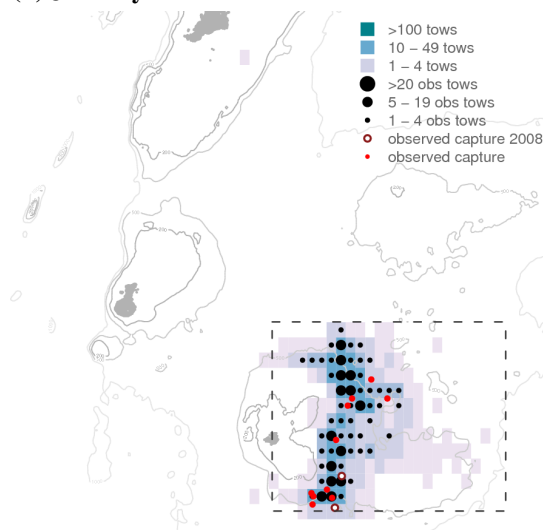 >100 tows
10 − 49 tows
1 − 4 tows
>20 obs tows
5 − 19 obs tows
1 − 4 obs tows
observed capture 2008
observed capture